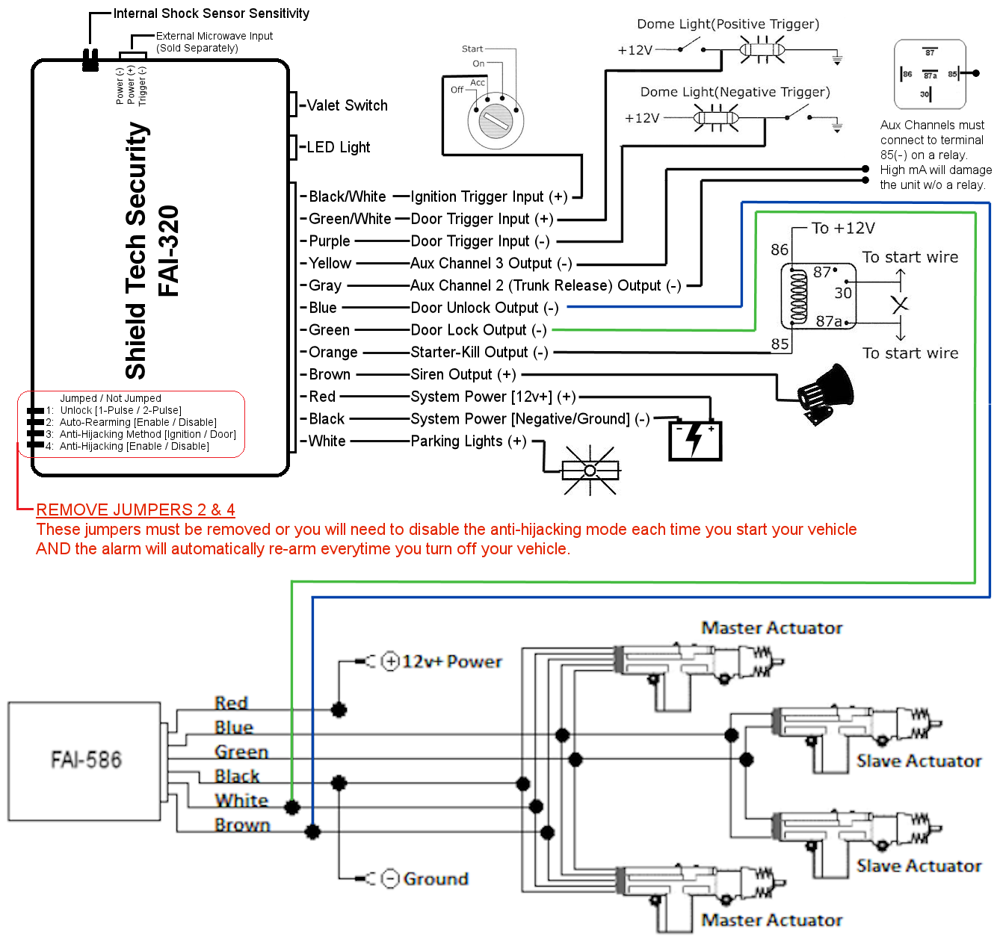 Internal Shock Sensor Sensitivity
External Microwave Input
(Sold Separately)
Power (-)
Power (+)
Trigger (-)
Shield Tech Security
FAI-320
Valet Switch
LED Light
Start
On
Acc
Off
Dome Light(Positive Trigger)
+12V
Dome Light(Negative Trigger)
+12V
87
86
87a
85
30
Aux Channels must
connect to terminal
85(-) on a relay.
High mA will damage
the unit w/o a relay.
Black/White
Ignition Trigger Input (+)
Green/White
Door Trigger Input (+)
Purple
Door Trigger Input (-)
Yellow
Aux Channel 3 Output (-)
Gray
Aux Channel 2 (Trunk Release) Output (-)
Blue
Door Unlock Output (-)
Green
Door Lock Output (-)
Orange
Starter-Kill Output (-)
Brown
Siren Output (+)
Red
System Power [12v+] (+)
Black
System Power [Negative/Ground] (-)
White
Parking Lights (+)
- +
To +12V
86
87
30
87a
85
To start wire
X
To start wire
Jumped / Not Jumped
1: Unlock [1-Pulse / 2-Pulse]
2: Auto-Rearming [Enable / Disable]
3: Anti-Hijacking Method [Ignition / Door]
4: Anti-Hijacking [Enable / Disable]
REMOVE JUMPERS 2 & 4
These jumpers must be removed or you will need to disable the anti-hijacking mode each time you start your vehicle
AND the alarm will automatically re-arm everytime you turn off your vehicle.
Master Actuator
+ 12v+ Power
FAI-586
Red
Blue
Green
Black
White
Brown
Slave Actuator
Slave Actuator
- Ground
Master Actuator